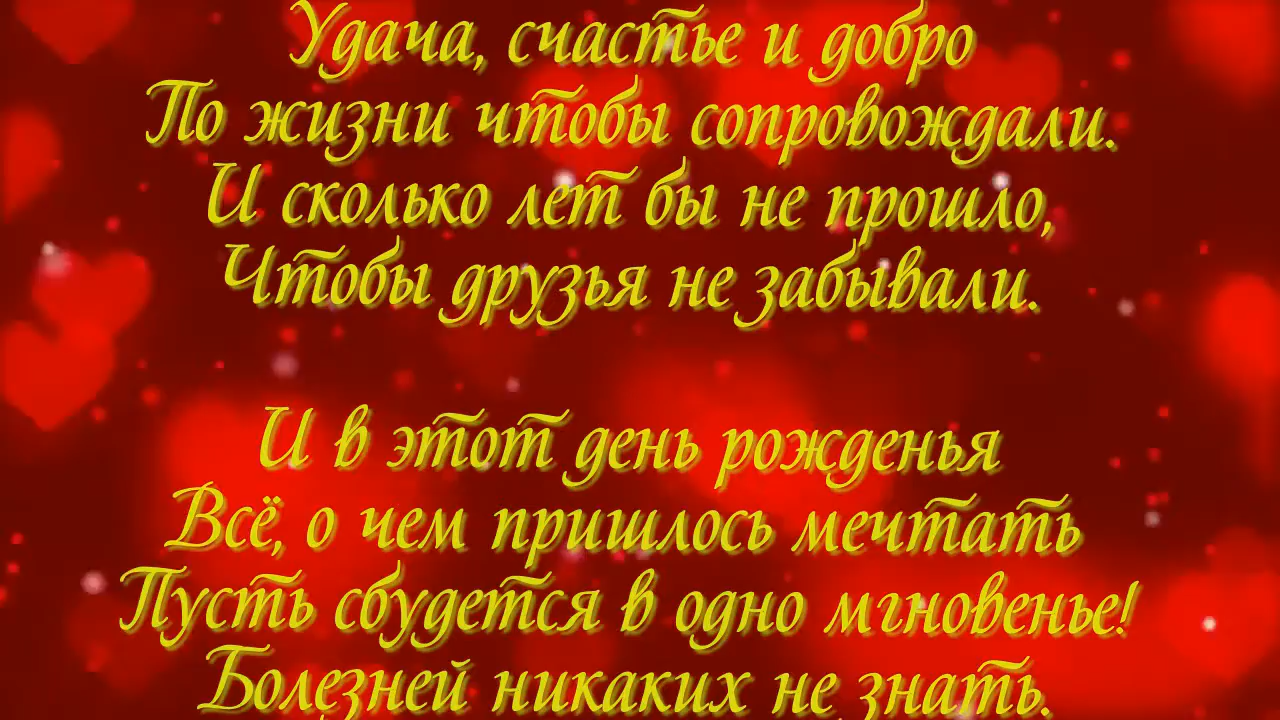 Удача, счастье и добро
По жизни чтобы сопровождали.
И сколько лет бы не прошло,
Чтобы друзья не забывали.
И в этот день рожденья
Всё, о чем пришлось мечтать
Пусть сбудется в одно мгновенье!
Болезней никаких не знать.